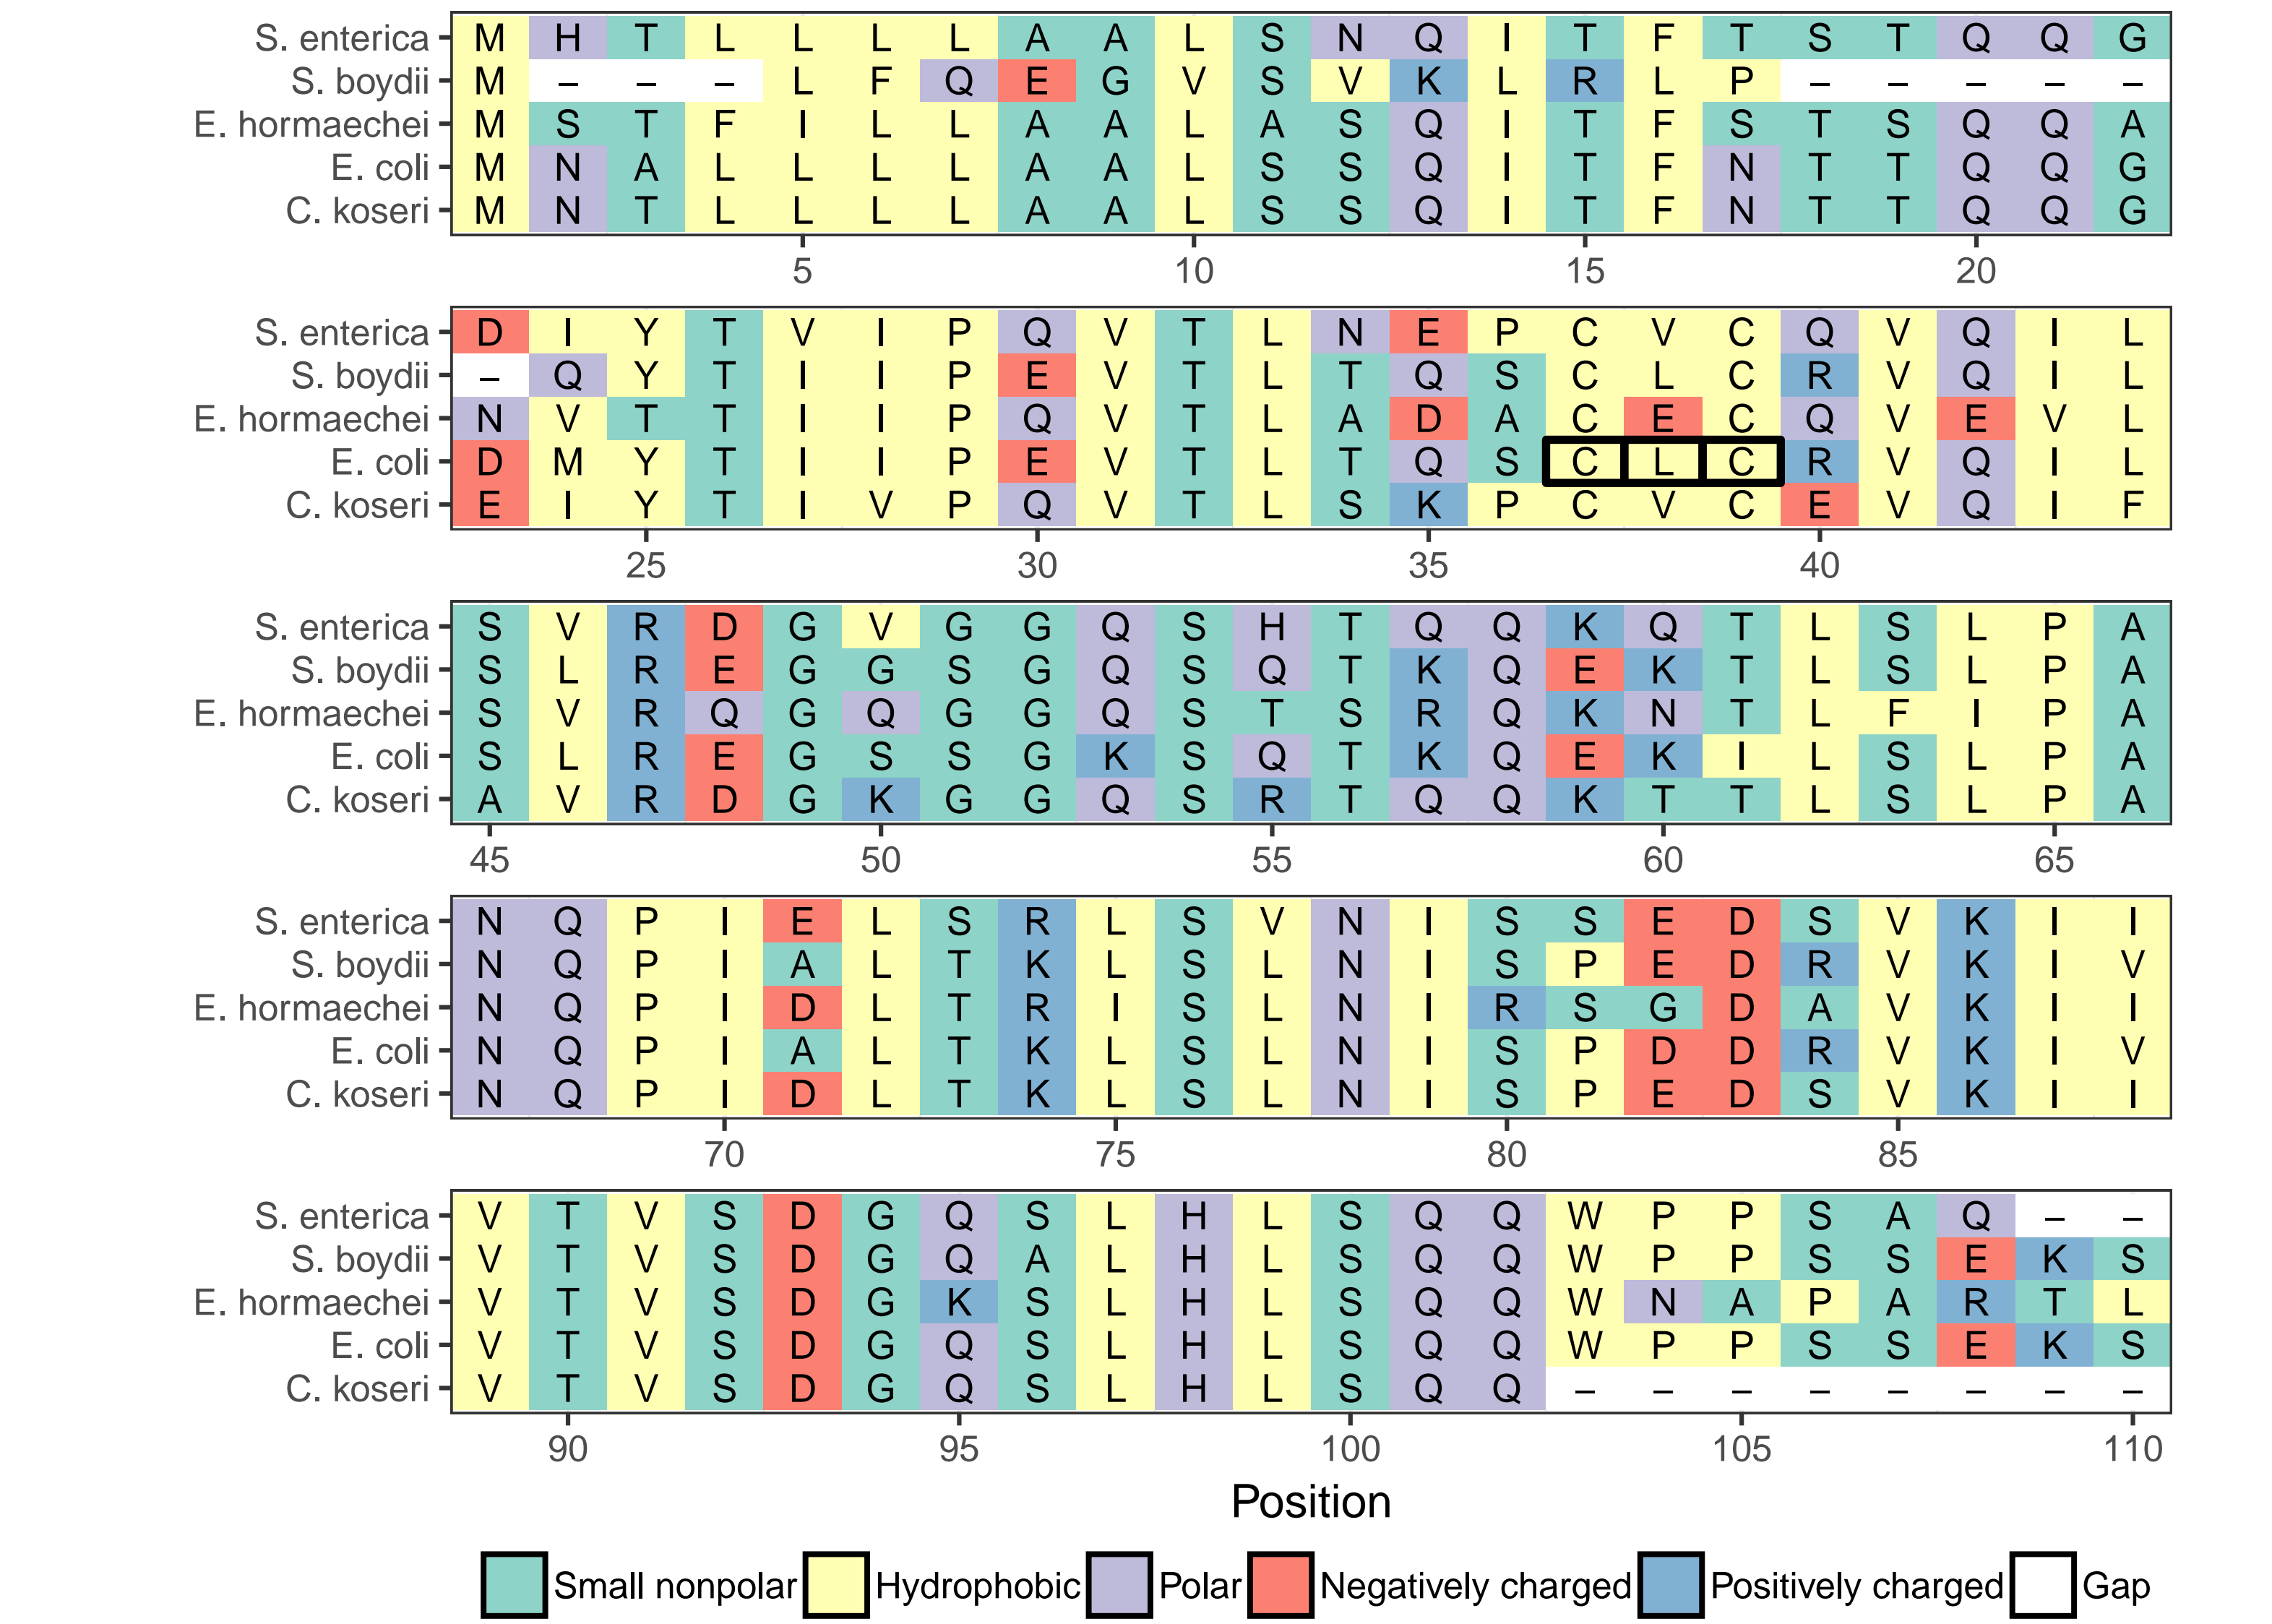 S. enterica M H T L L L L A A L S N Q I T F T S T Q Q G
S. boydii M – – – L F Q E G V S V K L R L P – – – – –
E. hormaechei M S T F I L L A A L A S Q I T F S T S Q Q A
E. coli M N A L L L L A A L S S Q I T F N T T Q Q G
C. koseri M N T L L L L A A L S S Q I T F N T T Q Q G
5 10 15 20
S. enterica D I Y T V I P Q V T L N E P C V C Q V Q I L
S. boydii – Q Y T I I P E V T L T Q S C L C R V Q I L
E. hormaechei N V T T I I P Q V T L A D A C E C Q V E V L
E. coli D M Y T I I P E V T L T Q S C L C R V Q I L
C. koseri E I Y T I V P Q V T L S K P C V C E V Q I F
25 30 35 40
S. enterica S V R D G V G G Q S H T Q Q K Q T L S L P A
S. boydii S L R E G G S G Q S Q T K Q E K T L S L P A
E. hormaechei S V R Q G Q G G Q S T S R Q K N T L F I P A
E. coli S L R E G S S G K S Q T K Q E K I L S L P A
C. koseri A V R D G K G G Q S R T Q Q K T T L S L P A
45 50 55 60 65
S. enterica N Q P I E L S R L S V N I S S E D S V K I I
S. boydii N Q P I A L T K L S L N I S P E D R V K I V
E. hormaechei N Q P I D L T R I S L N I R S G D A V K I I
E. coli N Q P I A L T K L S L N I S P D D R V K I V
C. koseri N Q P I D L T K L S L N I S P E D S V K I I
70 75 80 85
S. enterica V T V S D G Q S L H L S Q Q W P P S A Q – –
S. boydii V T V S D G Q A L H L S Q Q W P P S S E K S
E. hormaechei V T V S D G K S L H L S Q Q W N A P A R T L
E. coli V T V S D G Q S L H L S Q Q W P P S S E K S
C. koseri V T V S D G Q S L H L S Q Q – – – – – – – –
90 95 100 105 110
Position
Small nonpolar Hydrophobic Polar Negatively charged Positively charged Gap